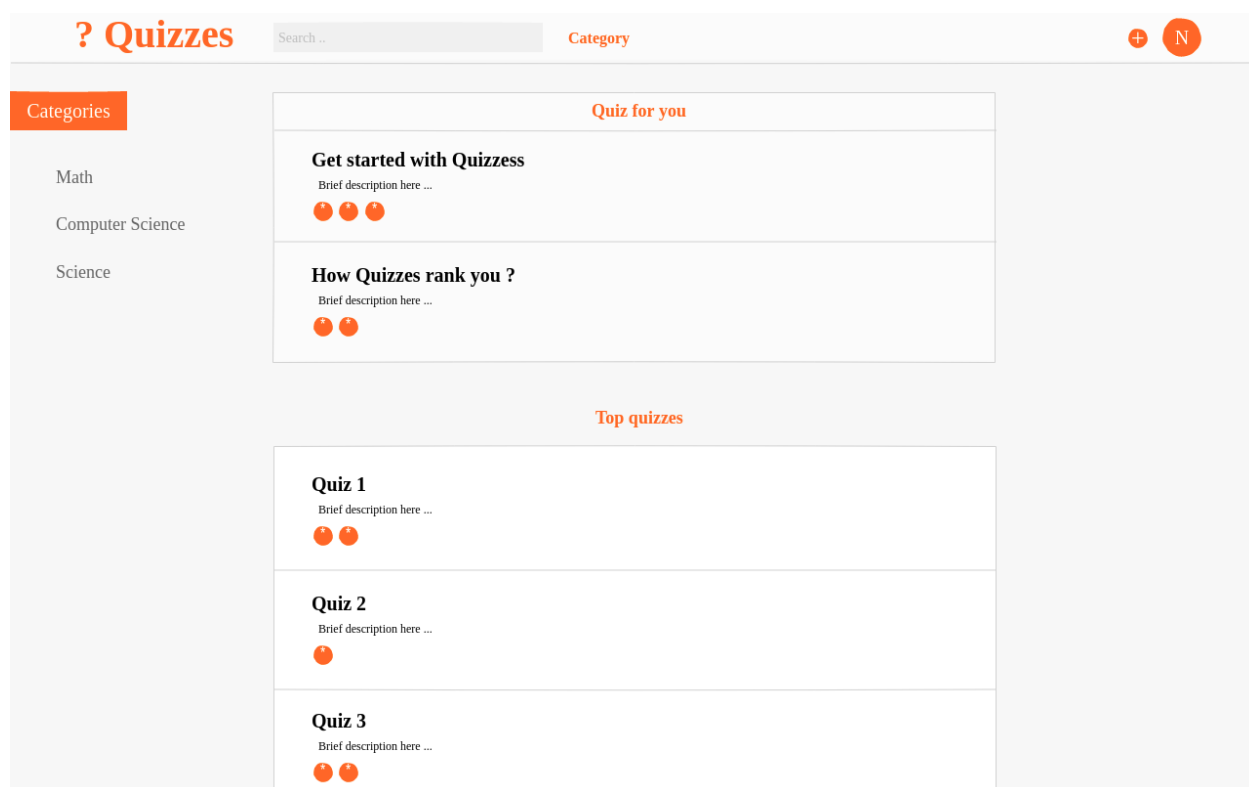 ? Quizzes
Search ..
Category
+
N
Categories
Math
Computer Science
Science
Quiz for you
Get started with Quizzess
Brief description here ...
* * *
How Quizzes rank you ?
Brief description here ...
* *
Top quizzes
Quiz 1
Brief description here ...
* *
Quiz 2
Brief description here ...
*
Quiz 3
Brief description here ...
* *